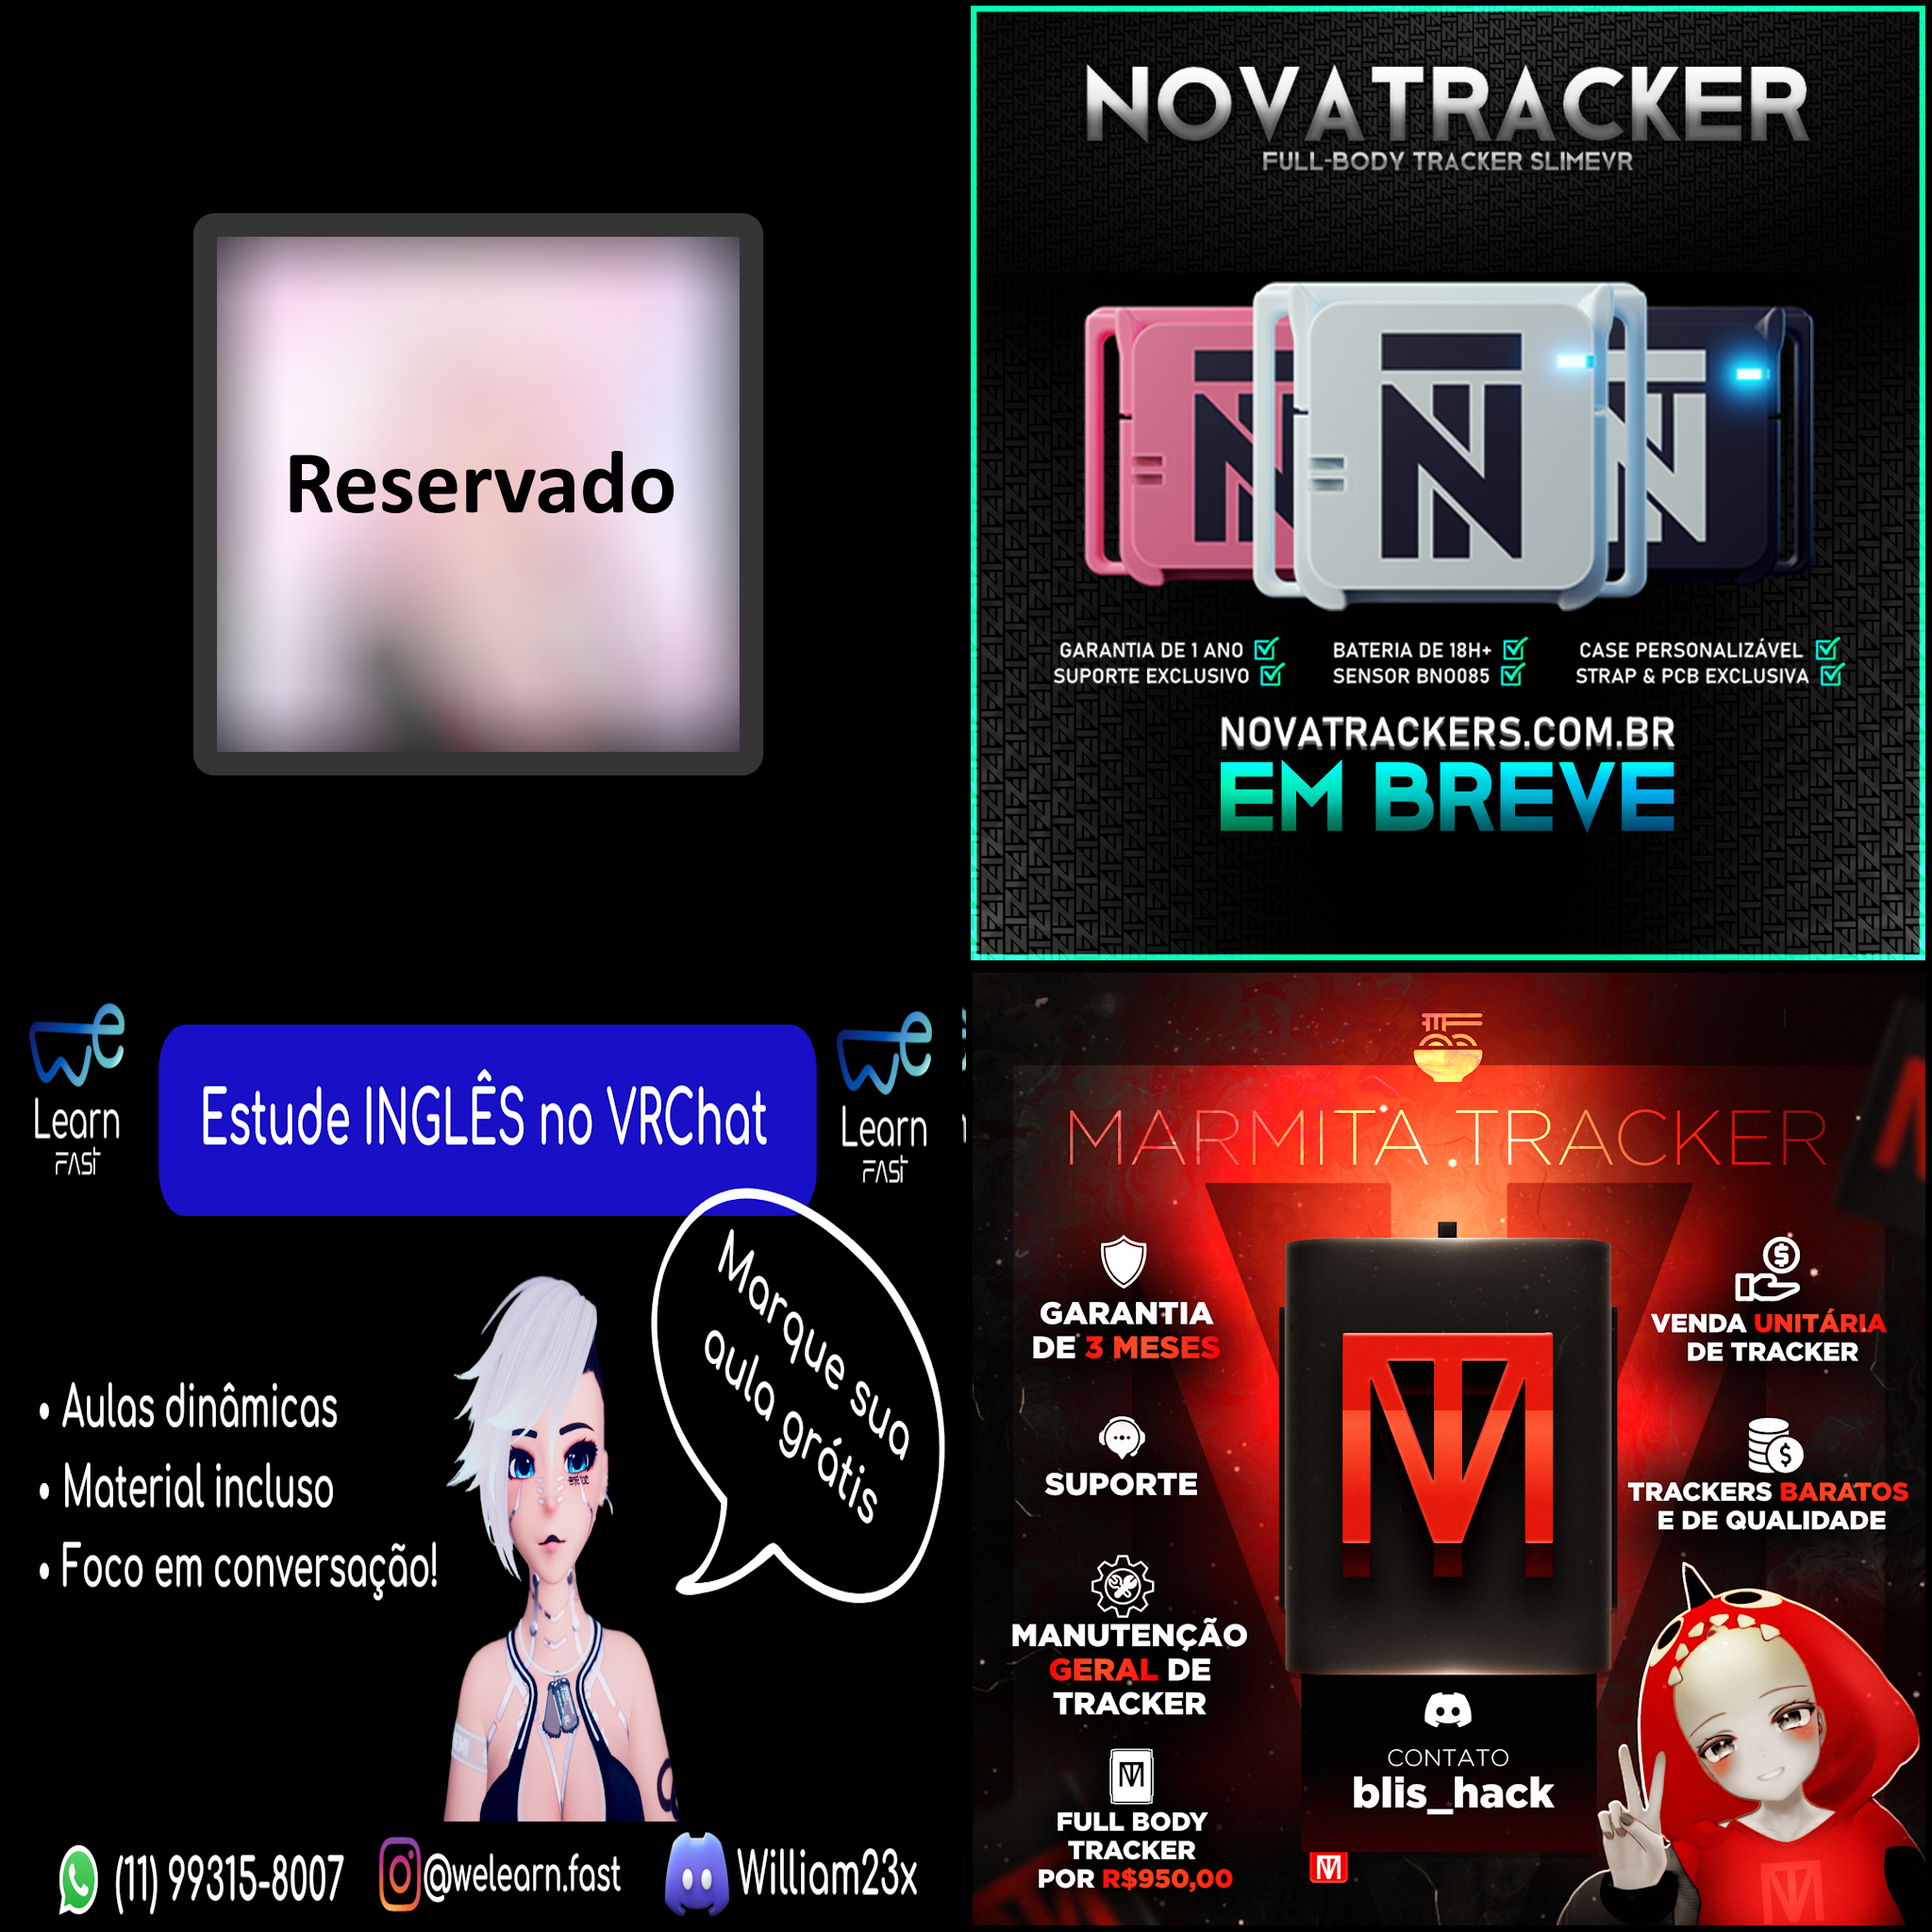 Reservado
NOVATRACKER
FULL-BODY TRACKER SLIMEVR
GARANTIA DE 1 ANO
SUPORTE EXCLUSIVO
BATERIA DE 18H+
SENSOR BNO085
CASE PERSONALIZÁVEL
STRAP & PCB EXCLUSIVA
NOVATRACKERS.COM.BR
EM BREVE
we
Learn
FAST
Estude INGLÊS no VRChat
we
Learn
FAST
Marque sua
aula grátis
• Aulas dinâmicas
• Material incluso
• Foco em conversação!
(11) 99315-8007
@welearn.fast
William23x
MARMITA TRACKER
GARANTIA
DE 3 MESES
SUPORTE
MANUTENÇÃO
GERAL DE
TRACKER
FULL BODY
TRACKER
POR R$950,00
VENDA UNITÁRIA
DE TRACKER
TRACKERS BARATOS
E DE QUALIDADE
CONTATO
blis_hack